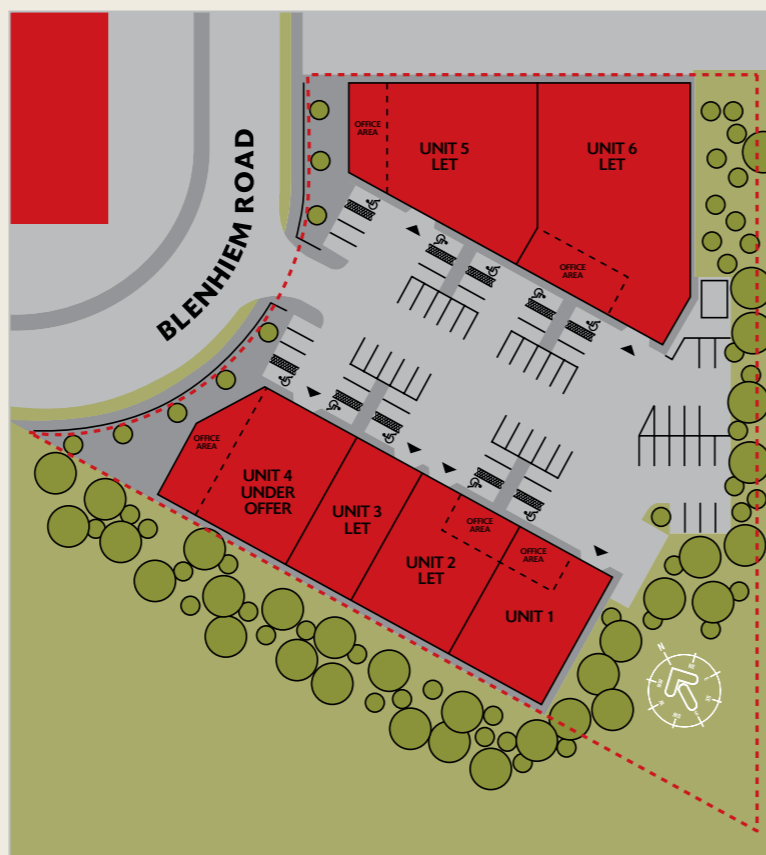 BLENHIEM ROAD
OFFICE
AREA
UNIT 5
LET
UNIT 6
LET
OFFICE
AREA
OFFICE
AREA
UNIT 4
UNDER
OFFER
UNIT 3
LET
UNIT 2
LET
OFFICE
AREA
OFFICE
AREA
UNIT 1
N